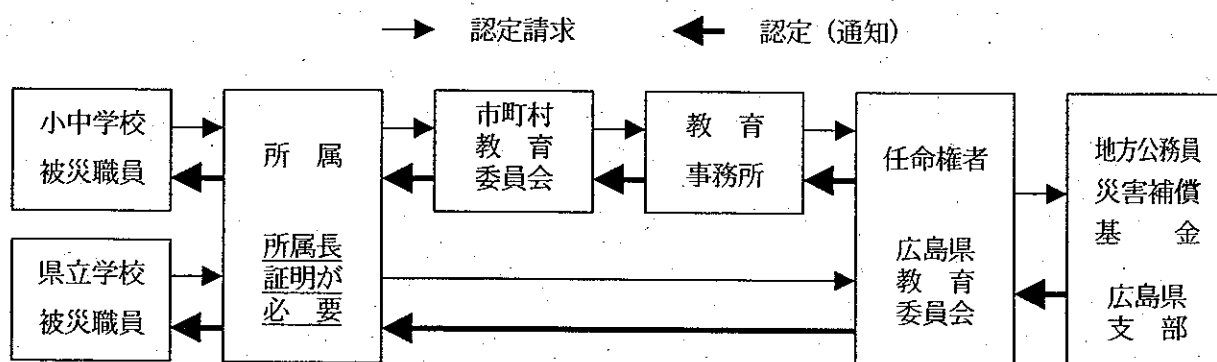 認定請求
認定 (通知)
小中学校
被災職員
県立学校
被災職員
所属
所属長
証明が
必要
市町村
教育
委員会
教育
事務所
任命権者
広島県
教育
委員会
地方公務員
災害補償
基金
広島県
支部